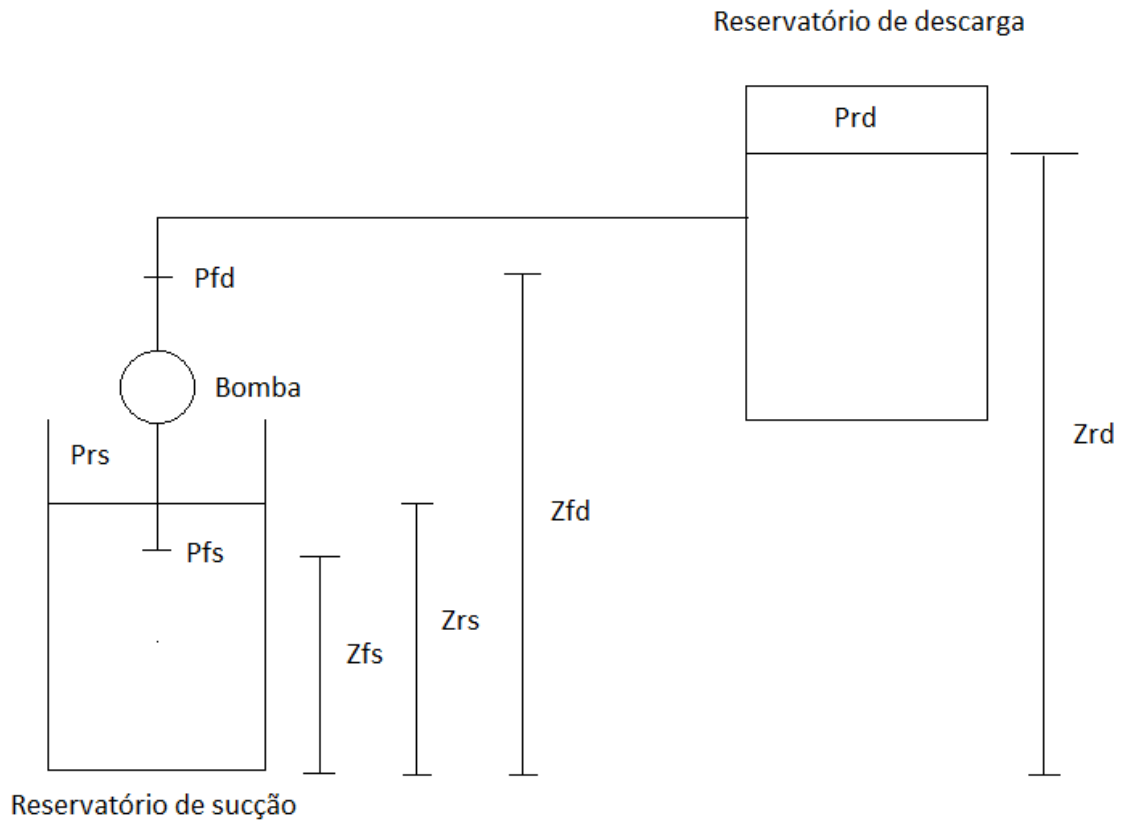 Reservatório de descarga
Prd
Pfd
Bomba
Prs
Zrd
Zfd
Pfs
Zrs
Zfs
Reservatório de sucção